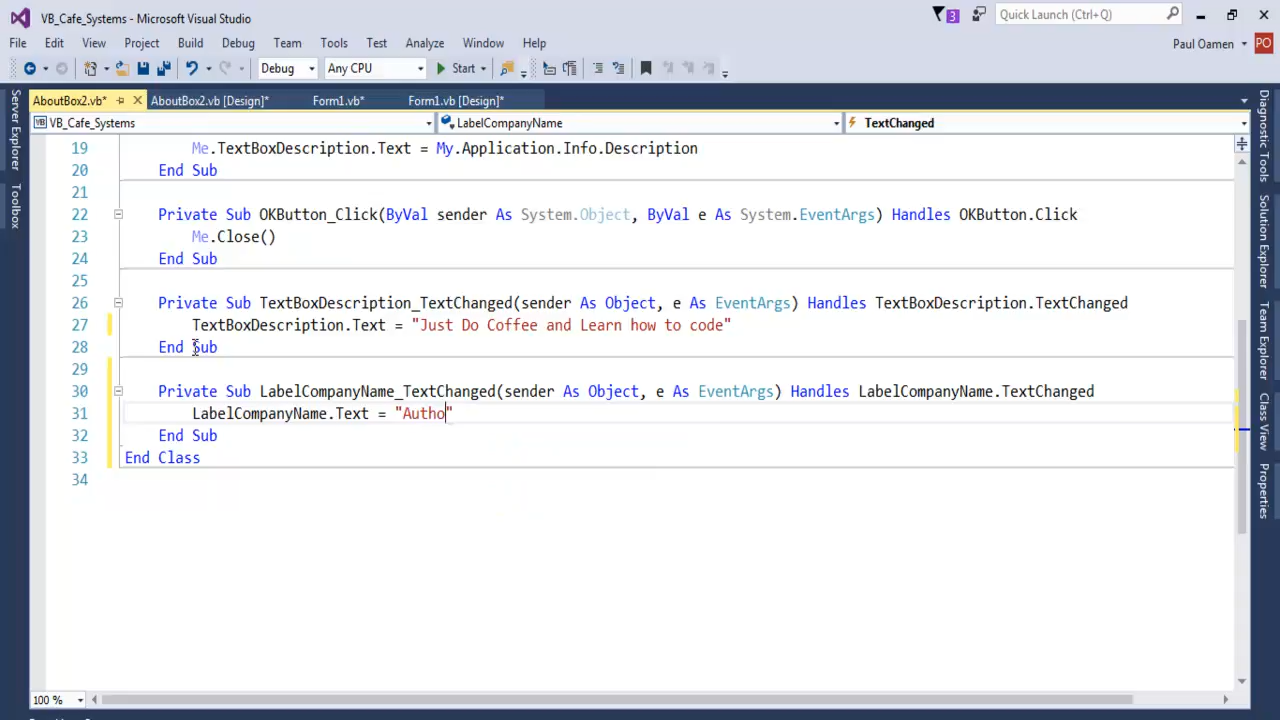 VB_Cafe_Systems - Microsoft Visual Studio
3
Quick Launch (Ctrl+Q)
File Edit View Project Build Debug Team Tools Test Analyze Window Help
Paul Oamen
PO
Debug
Any CPU
Start
AboutBox2.vb*
AboutBox2.vb [Design]*
Form1.vb*
Form1.vb [Design]*
VB VB_Cafe_Systems
LabelCompanyName
TextChanged
19 Me.TextBoxDescription.Text = My.Application.Info.Description
20 End Sub
21
22 Private Sub OKButton_Click(ByVal sender As System.Object, ByVal e As System.EventArgs) Handles OKButton.Click
23 Me.Close()
24 End Sub
25
26 Private Sub TextBoxDescription_TextChanged(sender As Object, e As EventArgs) Handles TextBoxDescription.TextChanged
27 TextBoxDescription.Text = "Just Do Coffee and Learn how to code"
28 End Sub
29
30 Private Sub LabelCompanyName_TextChanged(sender As Object, e As EventArgs) Handles LabelCompanyName.TextChanged
31 LabelCompanyName.Text = "Autho"
32 End Sub
33 End Class
34
100 %
Server Explorer
Toolbox
Diagnostic Tools
Solution Explorer
Team Explorer
Class View
Properties